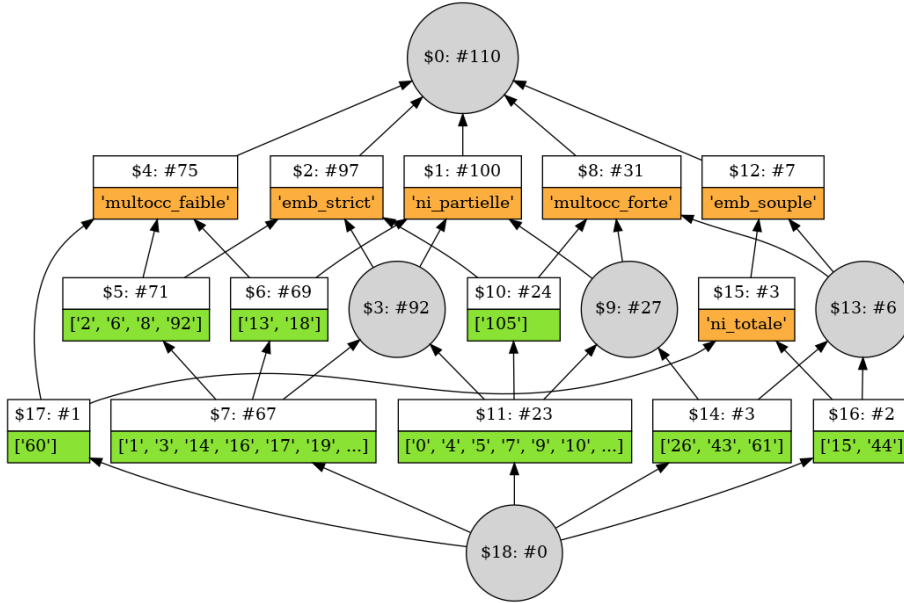 $0: #110
$4: #75
'multocc_faible'
$2: #97
'emb_strict'
$1: #100
'ni_partielle'
$8: #31
'multocc_forte'
$12: #7
'emb_souple'
$5: #71
['2', '6', '8', '92']
$6: #69
['13', '18']
$3: #92
$10: #24
['105']
$9: #27
$15: #3
'ni_totale'
$13: #6
$17: #1
['60']
$7: #67
['1', '3', '14', '16', '17', '19', ...]
$11: #23
['0', '4', '5', '7', '9', '10', ...]
$14: #3
['26', '43', '61']
$16: #2
['15', '44']
$18: #0